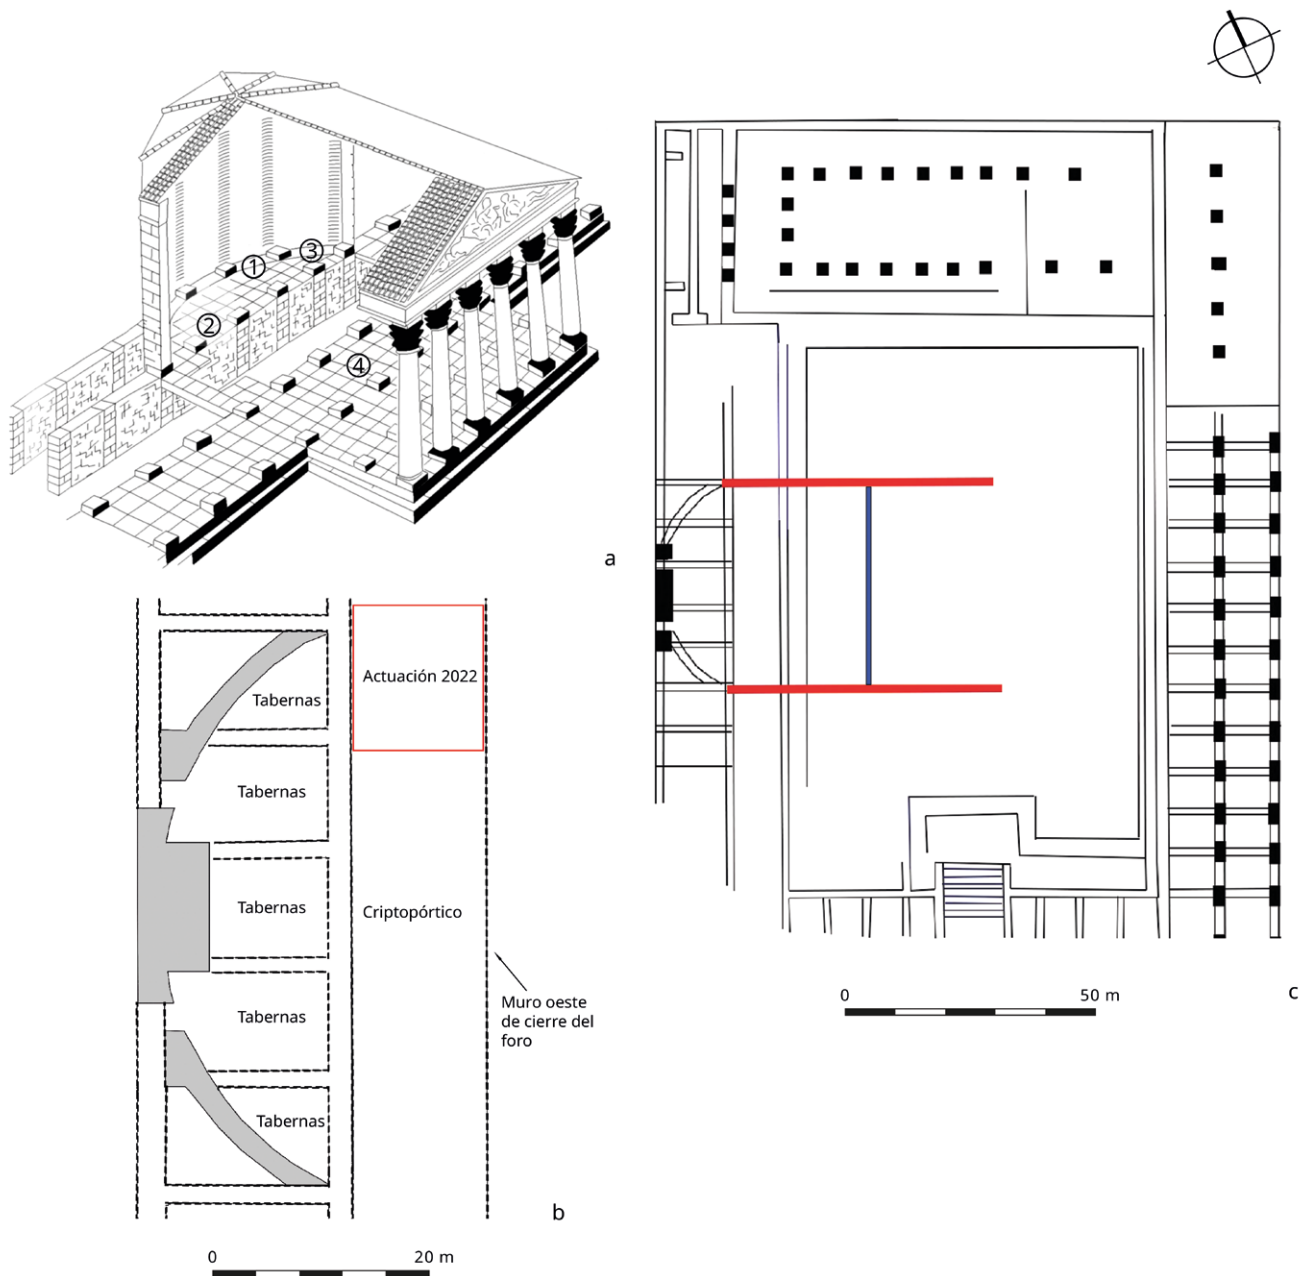 ①
③
②
④
a
Actuación 2022
Tabernas
Tabernas
Tabernas
Criptopórtico
Tabernas
Muro oeste
de cierre del
foro
Tabernas
b
0
20 m
0
50 m
c